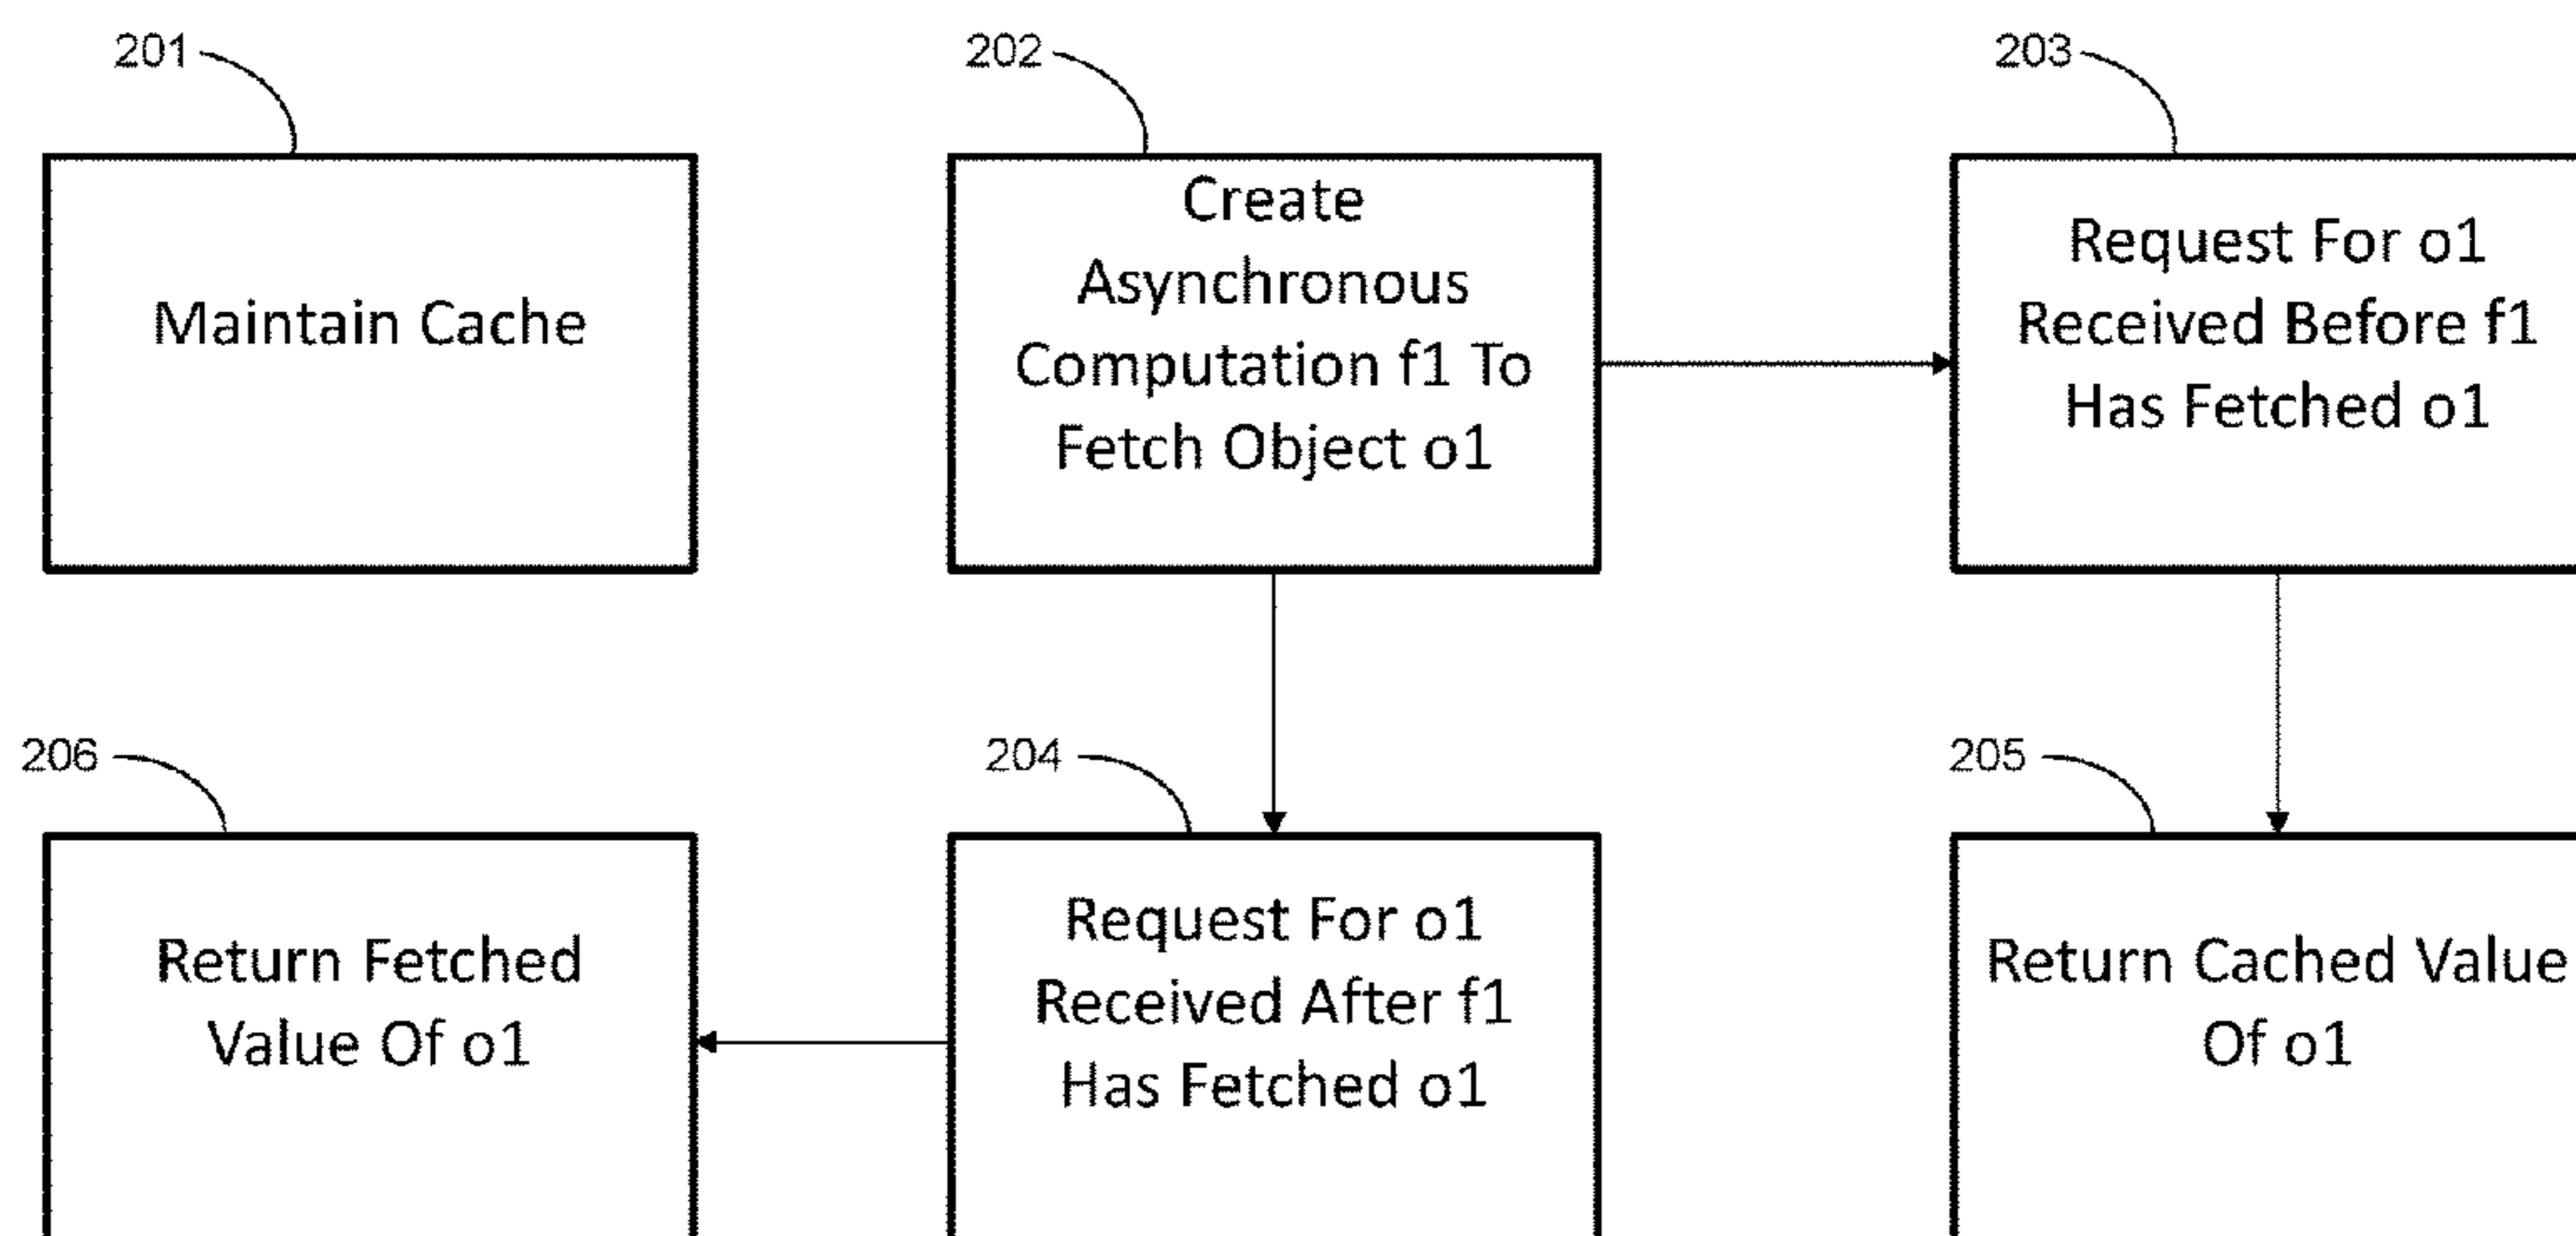 201
Maintain Cache
202
Create
Asynchronous
Computation f1 To
Fetch Object o1
203
Request For o1
Received Before f1
Has Fetched o1
206
Return Fetched
Value Of o1
204
Request For o1
Received After f1
Has Fetched o1
205
Return Cached Value
Of o1